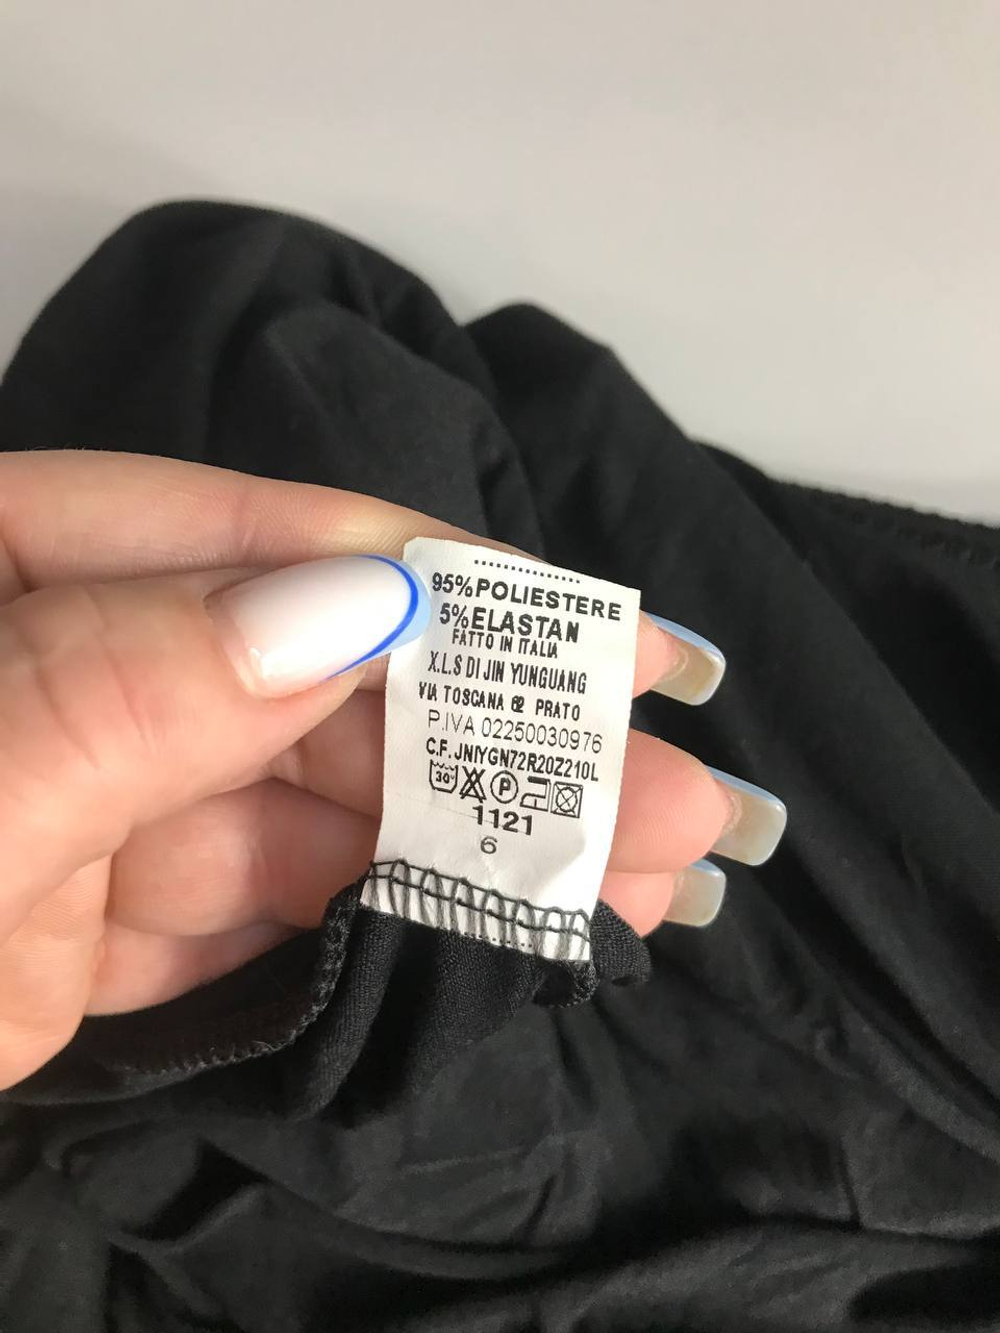 95%POLIESTERE
5%ELASTAN
FATTO IN ITALIA
X.L.S DI JIN YUNGUANG
VIA TOSCANA 62 PRATO
P.IVA 02250030976
C.F. JNIYGN72R20Z210L
30° P
1121
6